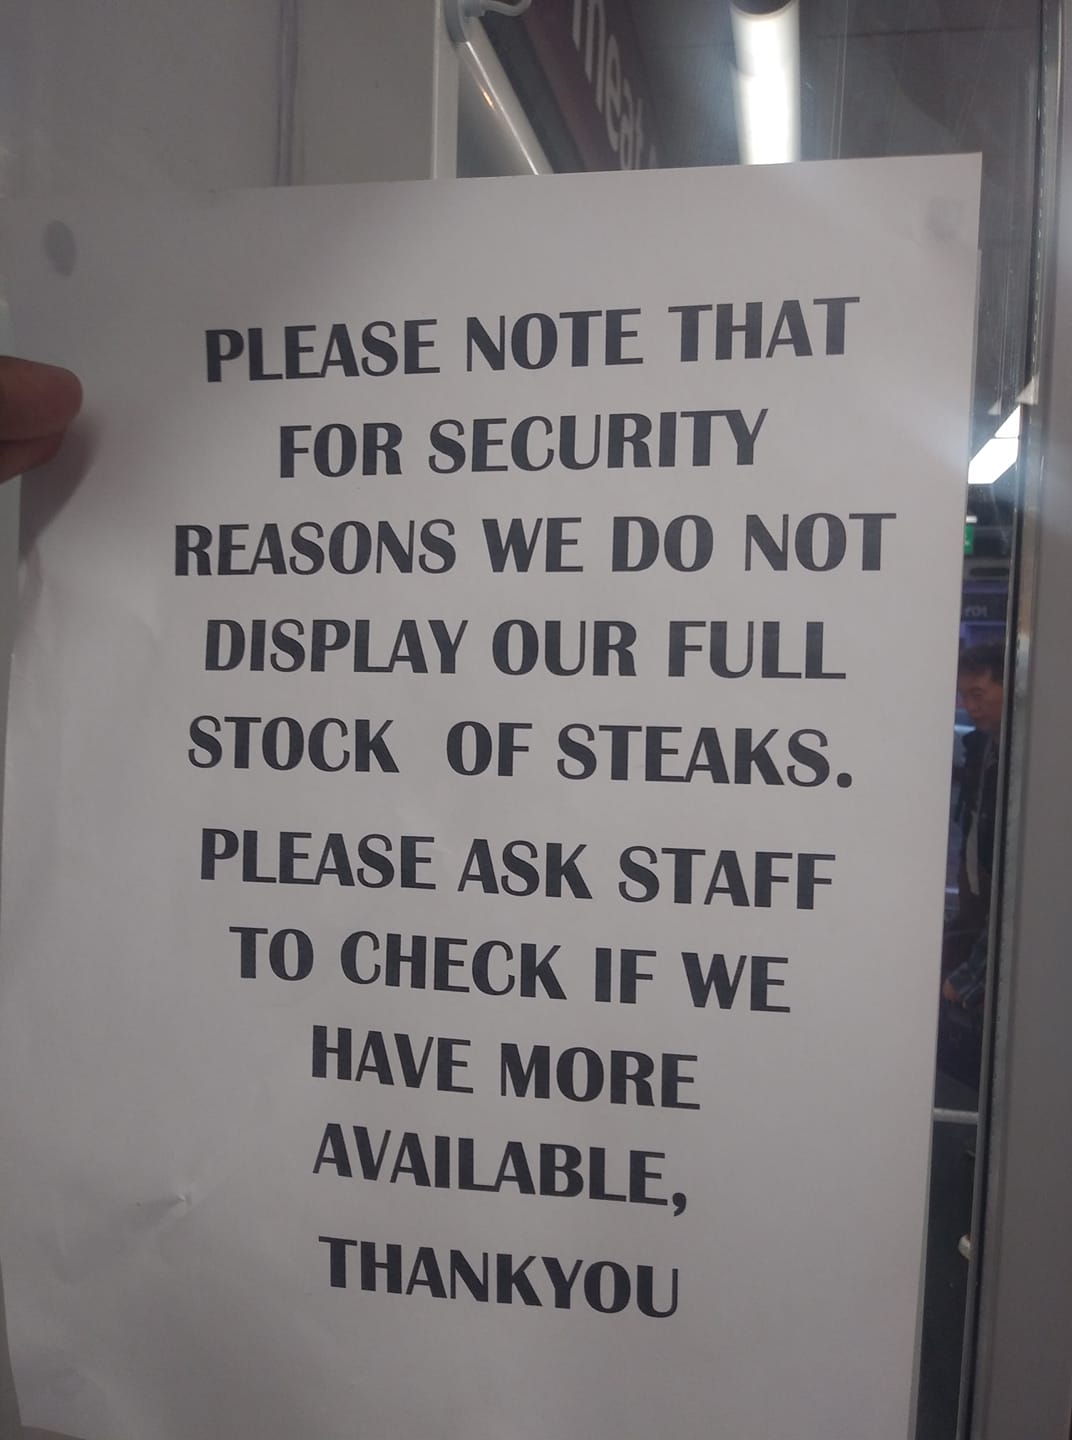 meat
PLEASE NOTE THAT
FOR SECURITY
REASONS WE DO NOT
DISPLAY OUR FULL
STOCK OF STEAKS.
PLEASE ASK STAFF
TO CHECK IF WE
HAVE MORE
AVAILABLE,
THANKYOU